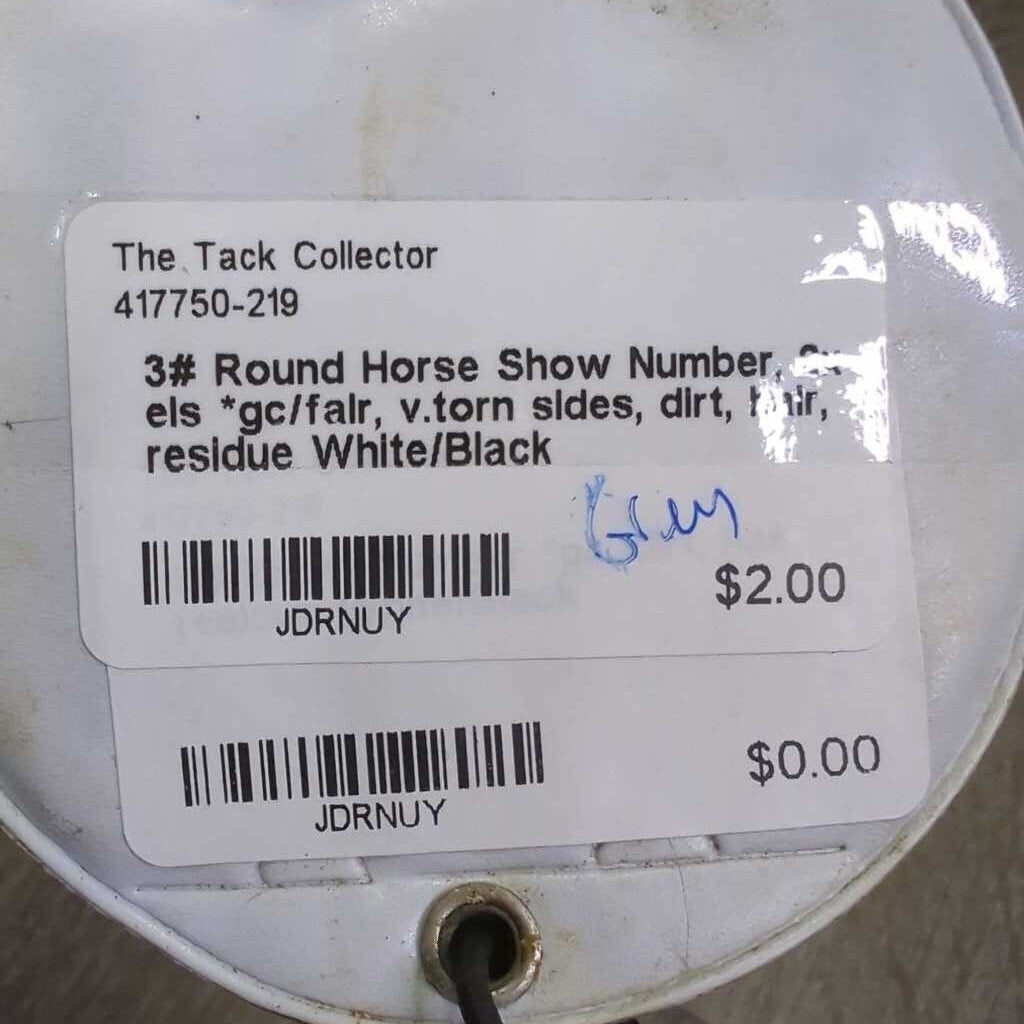 The Tack Collector
417750-219
3# Round Horse Show Number,
els *gc/fair, v.torn sides, dirt, hair,
residue White/Black
Grey
$2.00
JDRNUY
$0.00
JDRNUY